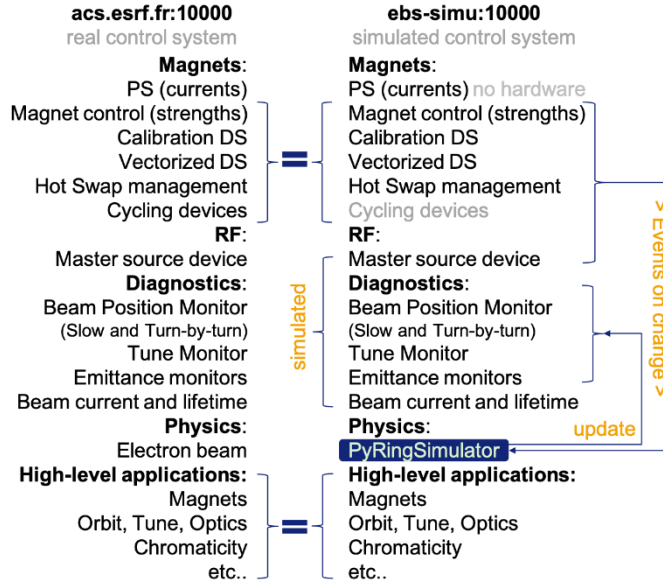 acs.esrf.fr:10000
real control system
Magnets:
PS (currents)
Magnet control (strengths)
Calibration DS
Vectorized DS
Hot Swap management
Cycling devices
RF:
Master source device
Diagnostics:
Beam Position Monitor
(Slow and Turn-by-turn)
Tune Monitor
Emittance monitors
Beam current and lifetime
Physics:
Electron beam
High-level applications:
Magnets
Orbit, Tune, Optics
Chromaticity
etc..
=
simulated
=
ebs-simu:10000
simulated control system
Magnets:
PS (currents) no hardware
Magnet control (strengths)
Calibration DS
Vectorized DS
Hot Swap management
Cycling devices
RF:
Master source device
Diagnostics:
Beam Position Monitor
(Slow and Turn-by-turn)
Tune Monitor
Emittance monitors
Beam current and lifetime
Physics:
PyRingSimulator
High-level applications:
Magnets
Orbit, Tune, Optics
Chromaticity
etc..
update
> Events on change >